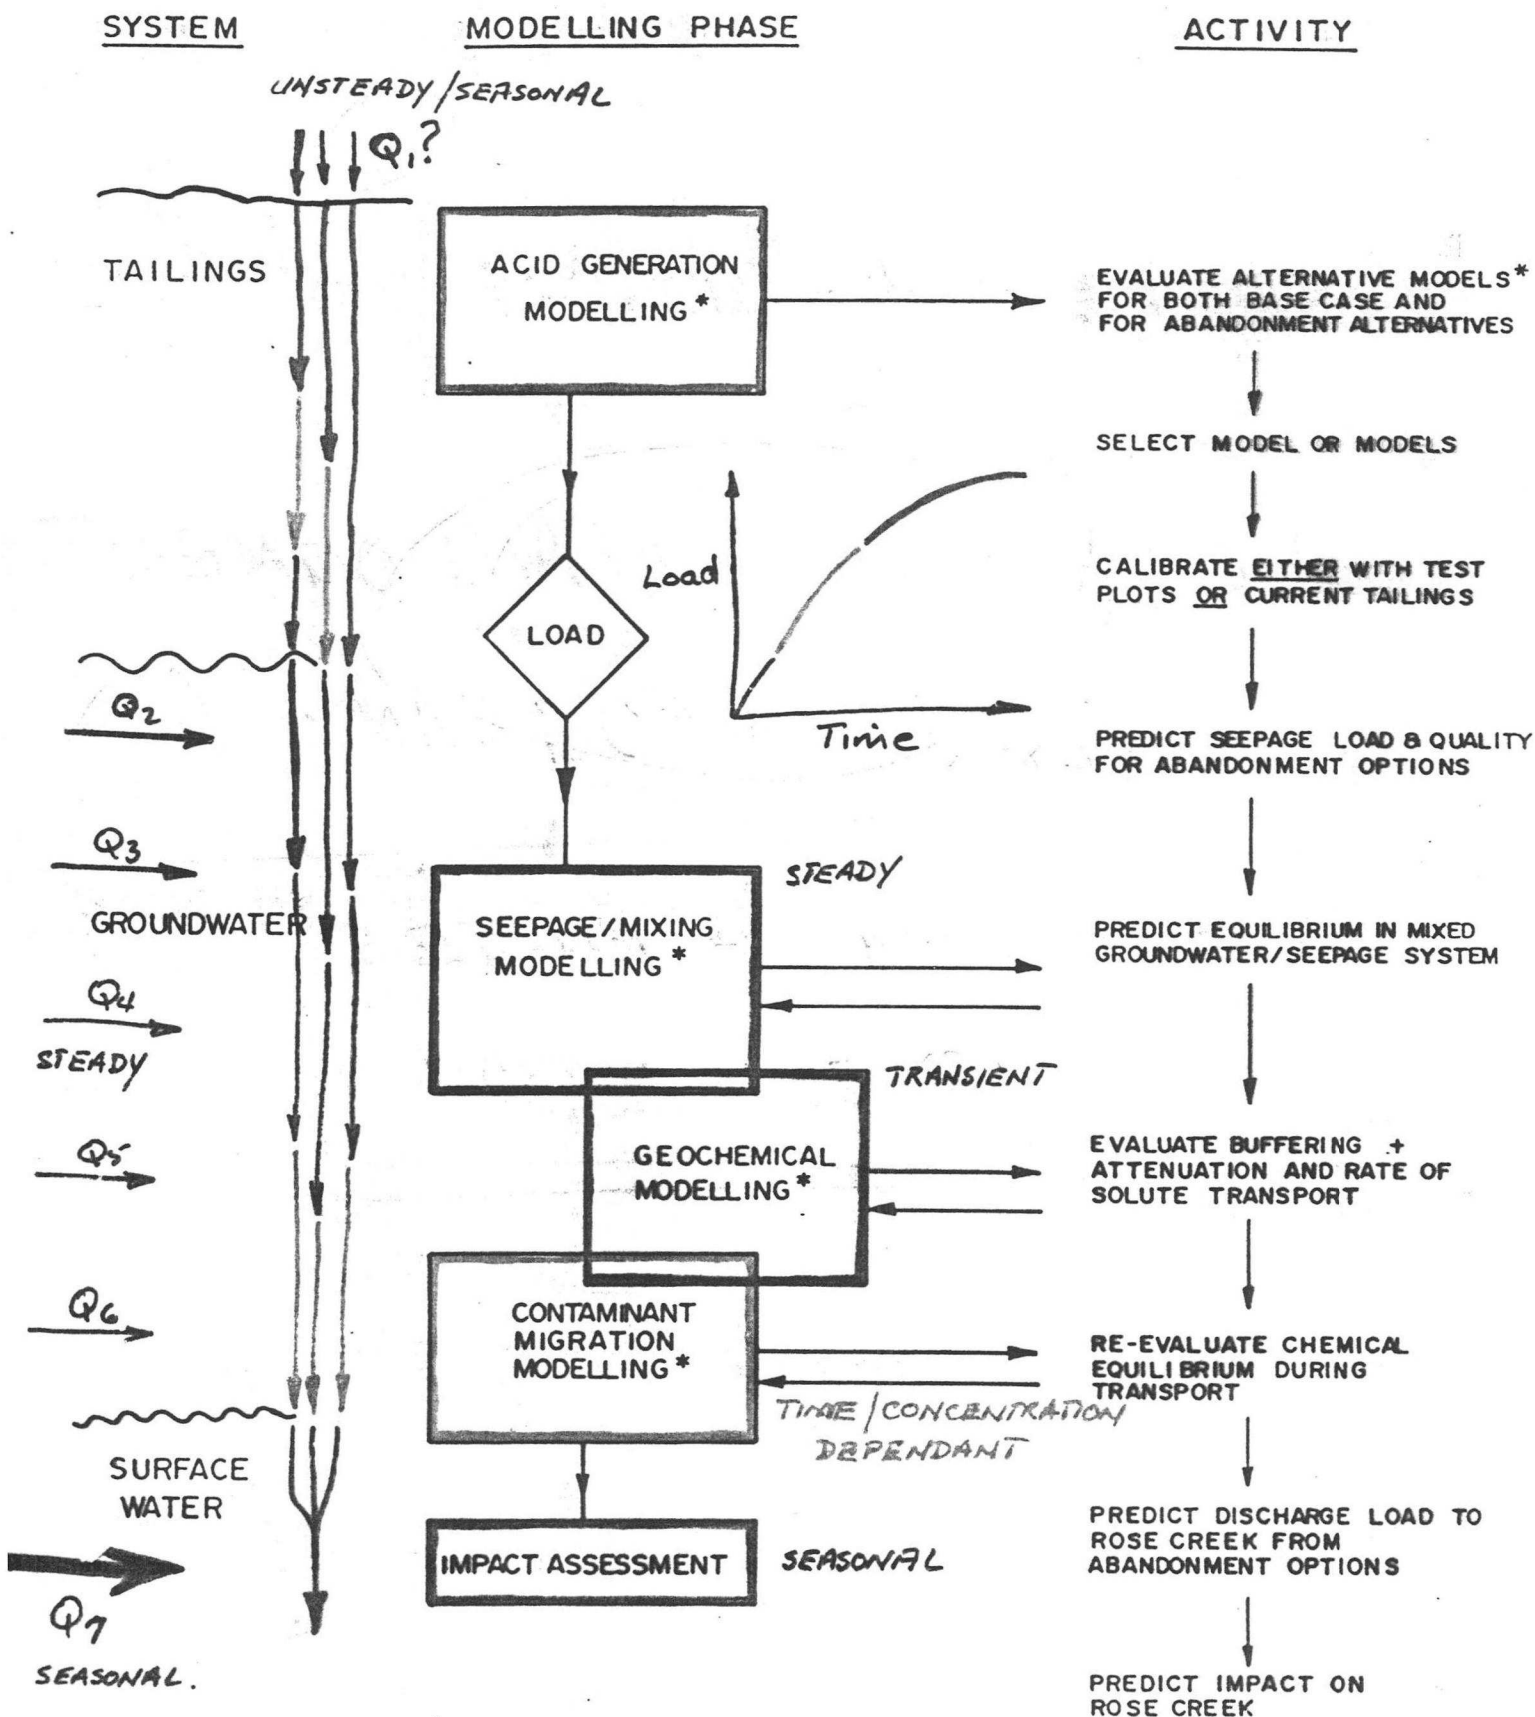 SYSTEM
MODELLING PHASE
ACTIVITY
UNSTEADY/SEASONAL
Q1?
TAILINGS
ACID GENERATION
MODELLING*
EVALUATE ALTERNATIVE MODELS*
FOR BOTH BASE CASE AND
FOR ABANDONMENT ALTERNATIVES
SELECT MODEL OR MODELS
Load
LOAD
Time
CALIBRATE EITHER WITH TEST
PLOTS OR CURRENT TAILINGS
Q2
PREDICT SEEPAGE LOAD & QUALITY
FOR ABANDONMENT OPTIONS
Q3
GROUNDWATER
STEADY
SEEPAGE/MIXING
MODELLING*
PREDICT EQUILIBRIUM IN MIXED
GROUNDWATER/SEEPAGE SYSTEM
Q4
STEADY
TRANSIENT
Q5
GEOCHEMICAL
MODELLING*
EVALUATE BUFFERING +
ATTENUATION AND RATE OF
SOLUTE TRANSPORT
Q6
CONTAMINANT
MIGRATION
MODELLING*
RE-EVALUATE CHEMICAL
EQUILIBRIUM DURING
TRANSPORT
TIME/CONCENTRATION
DEPENDANT
SURFACE
WATER
PREDICT DISCHARGE LOAD TO
ROSE CREEK FROM
ABANDONMENT OPTIONS
IMPACT ASSESSMENT
SEASONAL
Q7
SEASONAL.
PREDICT IMPACT ON
ROSE CREEK